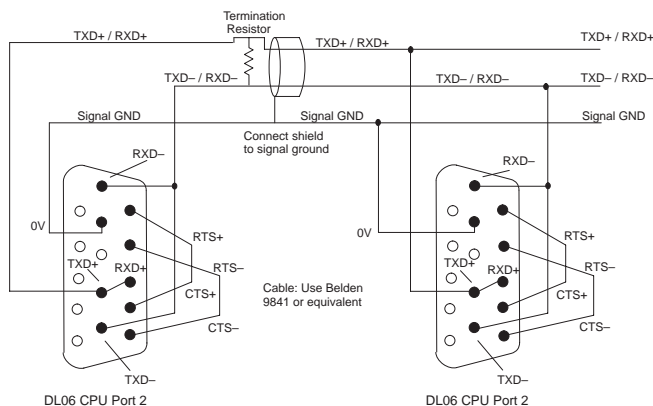 Termination
Resistor
TXD+ / RXD+
TXD+ / RXD+
TXD+ / RXD+
TXD– / RXD–
TXD– / RXD–
TXD– / RXD–
Signal GND
Signal GND
Signal GND
Connect shield
to signal ground
RXD–
RXD–
0V
RTS+
0V
RTS+
TXD+
RXD+
RTS–
TXD+
RXD+
RTS–
Cable: Use Belden
9841 or equivalent
CTS+
CTS+
CTS–
CTS–
TXD–
TXD–
DL06 CPU Port 2
DL06 CPU Port 2